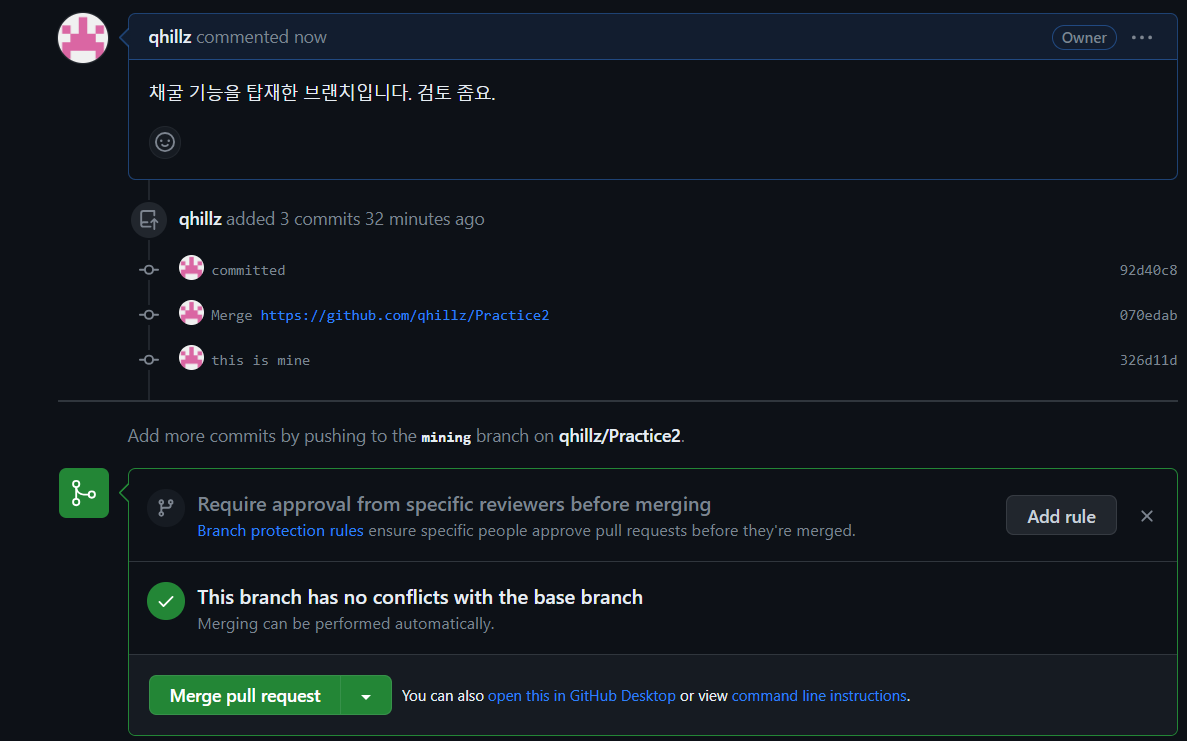 qhillz commented now
Owner
채굴 기능을 탑재한 브랜치입니다. 검토 좀요.
qhillz added 3 commits 32 minutes ago
committed 92d40c8
Merge https://github.com/qhillz/Practice2 070edab
this is mine 326d11d
Add more commits by pushing to the mining branch on qhillz/Practice2.
Require approval from specific reviewers before merging
Branch protection rules ensure specific people approve pull requests before they're merged.
Add rule
This branch has no conflicts with the base branch
Merging can be performed automatically.
Merge pull request
You can also open this in GitHub Desktop or view command line instructions.